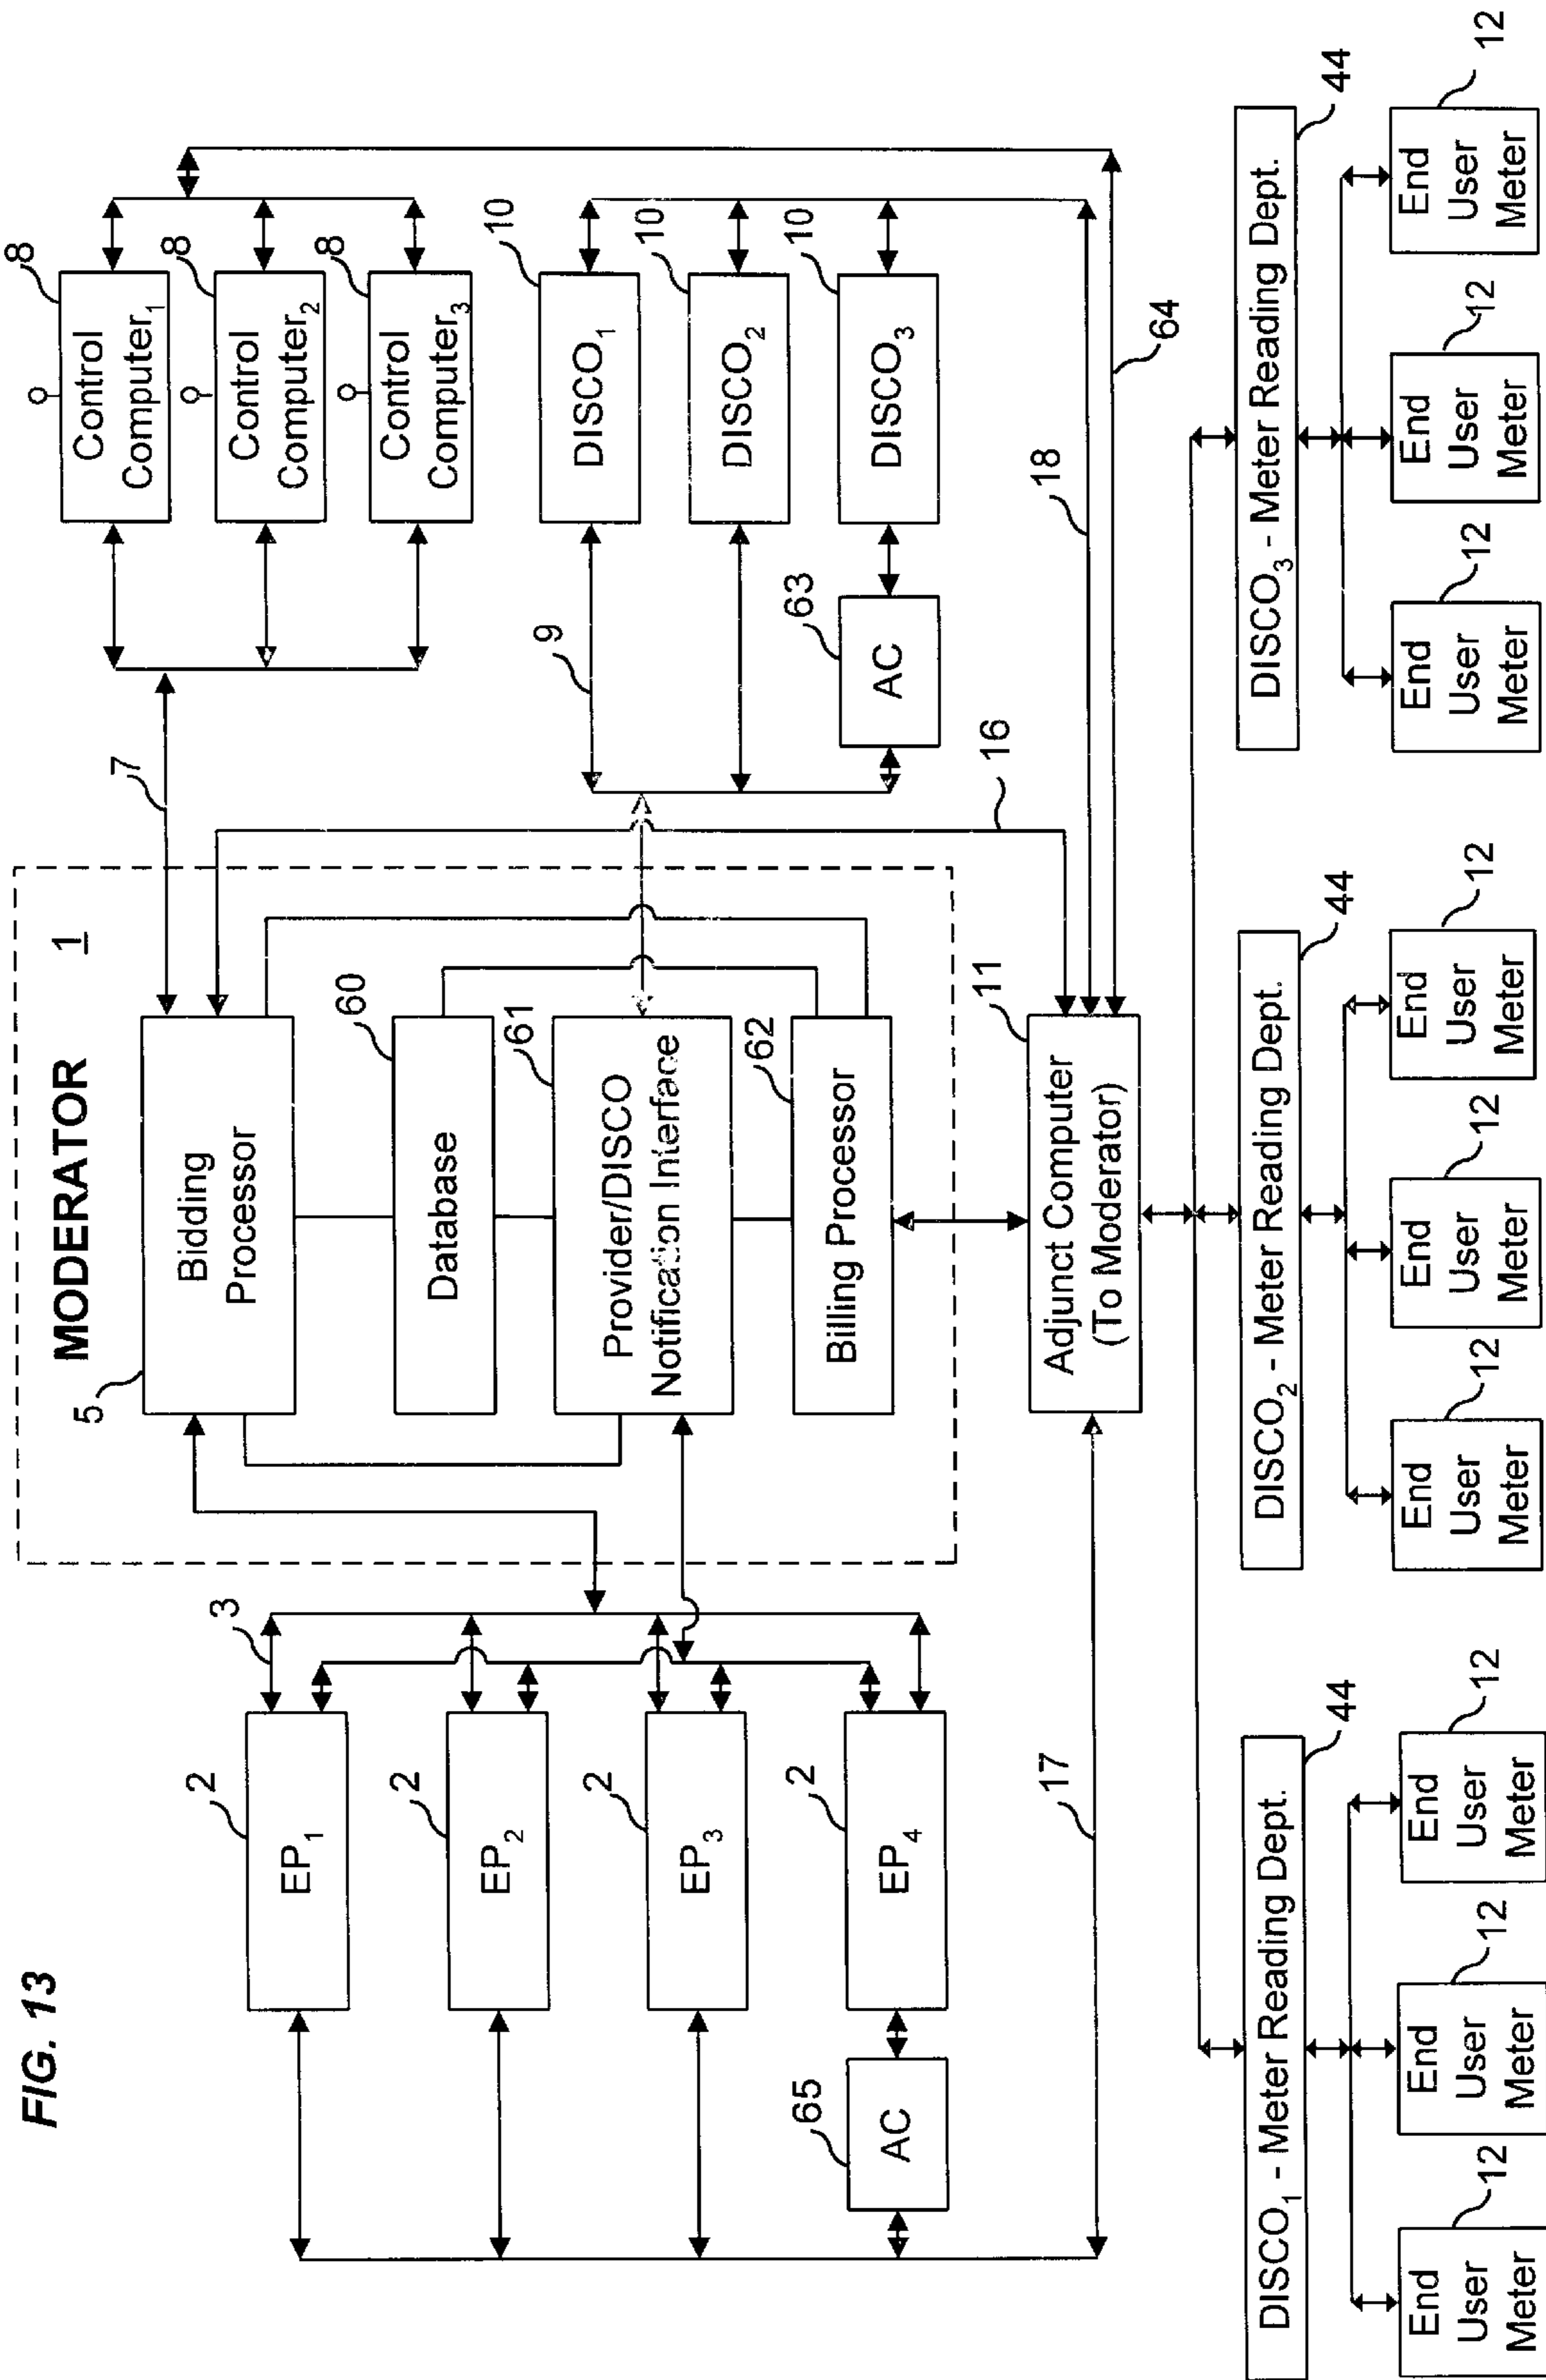 FIG. 13
MODERATOR 1
5
Bidding
Processor
60
Database
61
Provider/DISCO
Notification Interface
62
Billing Processor
11
Adjunct Computer
(To Moderator)
3
2
EP₁
2
EP₂
2
EP₃
2
EP₄
65
AC
17
7
8
Control
Computer₁
8
Control
Computer₂
8
Control
Computer₃
9
10
DISCO₁
10
DISCO₂
10
DISCO₃
63
AC
16
18
64
44
DISCO₁ - Meter Reading Dept.
12
End
User
Meter
12
End
User
Meter
12
End
User
Meter
44
DISCO₂ - Meter Reading Dept.
12
End
User
Meter
12
End
User
Meter
12
End
User
Meter
44
DISCO₃ - Meter Reading Dept.
12
End
User
Meter
12
End
User
Meter
12
End
User
Meter